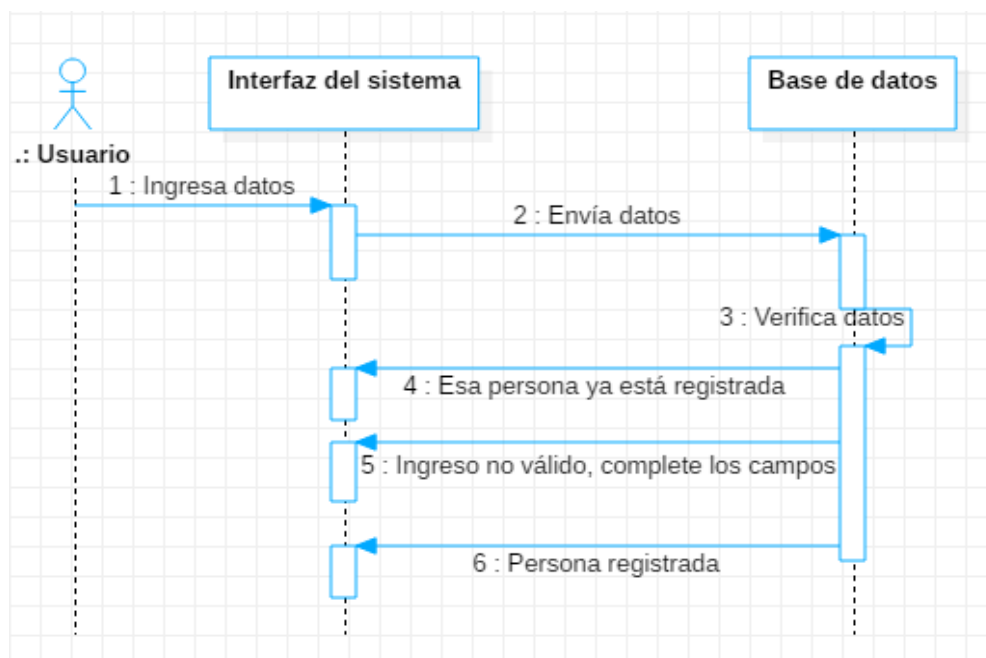 Interfaz del sistema
Base de datos
.: Usuario
1 : Ingresa datos
2 : Envía datos
3 : Verifica datos
4 : Esa persona ya está registrada
5 : Ingreso no válido, complete los campos
6 : Persona registrada